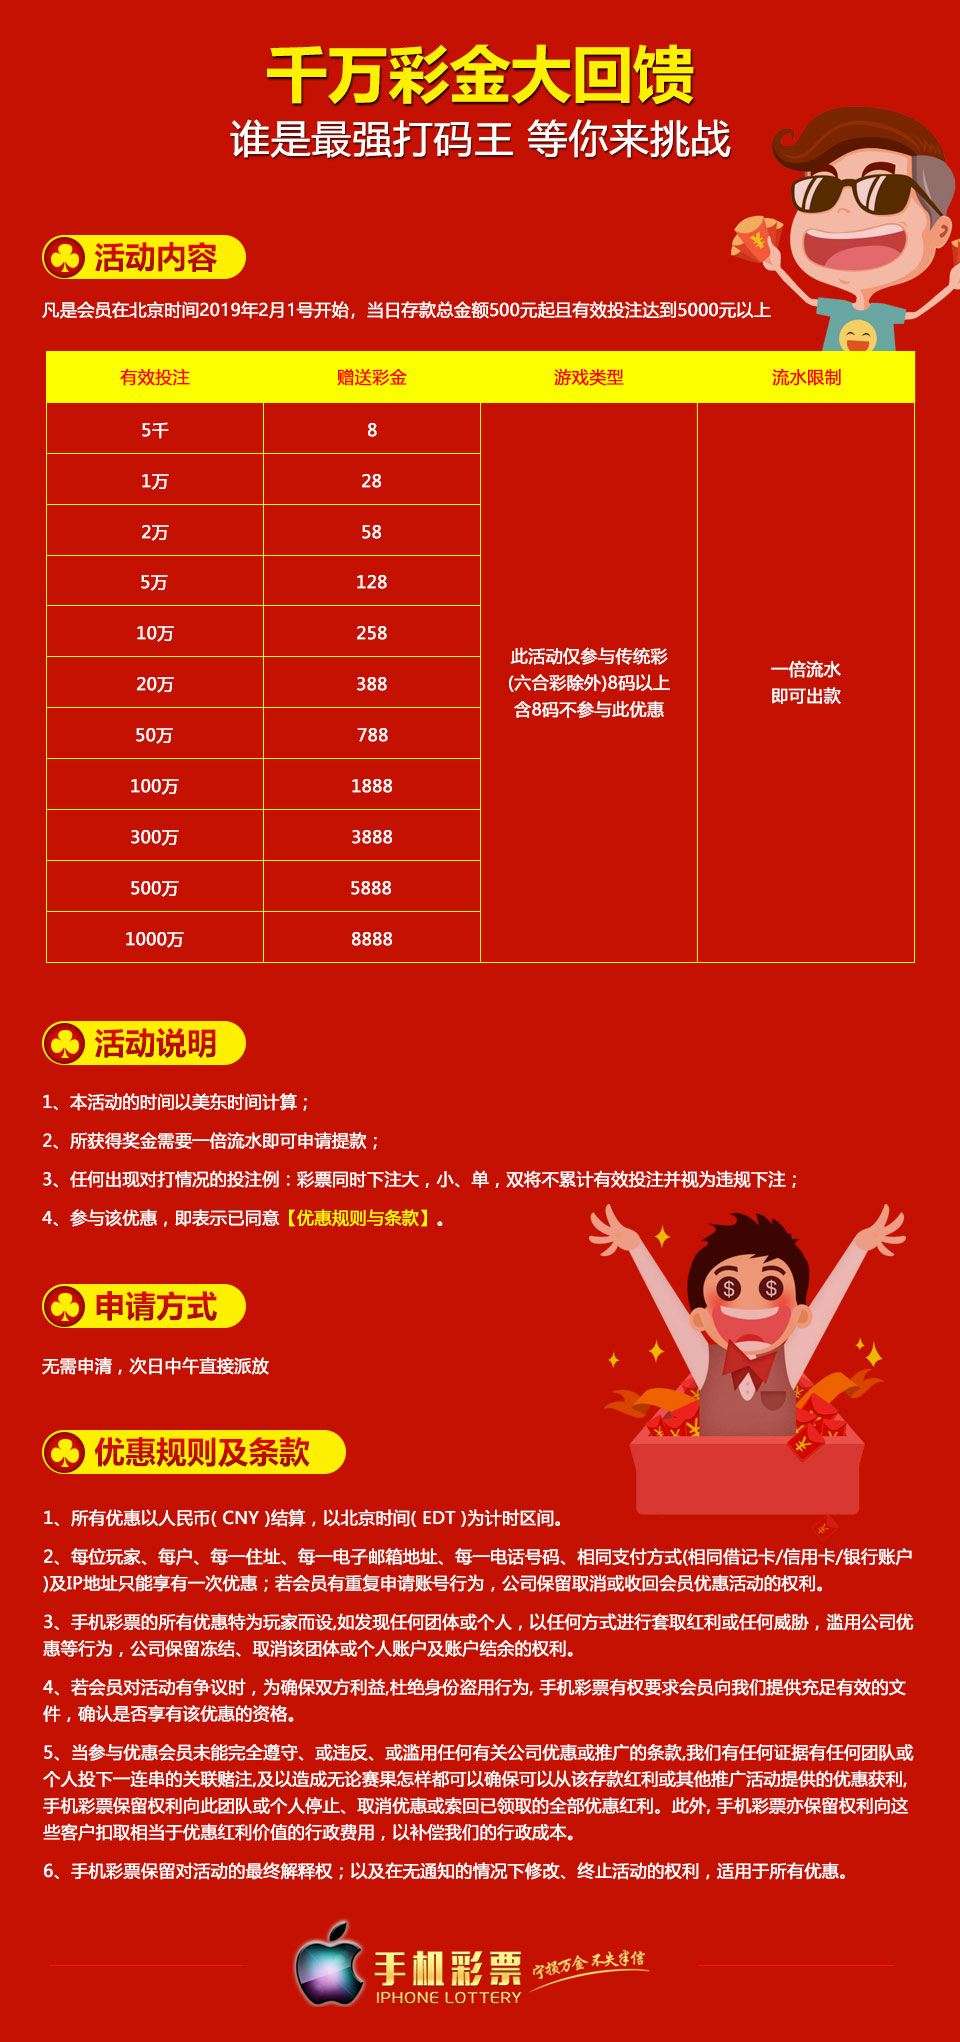 千万彩金大回馈
谁是最强打码王 等你来挑战
活动内容
凡是会员在北京时间2019年2月1号开始，当日存款总金额500元起且有效投注达到5000元以上
有效投注 赠送彩金 游戏类型 流水限制
5千 8
1万 28
2万 58
5万 128
10万 258
20万 388
50万 788
100万 1888
300万 3888
500万 5888
1000万 8888
此活动仅参与传统彩
(六合彩除外)8码以上
含8码不参与此优惠
一倍流水
即可出款
活动说明
1、本活动的时间以美东时间计算；
2、所获得奖金需要一倍流水即可申请提款；
3、任何出现对打情况的投注例：彩票同时下注大，小、单，双将不累计有效投注并视为违规下注；
4、参与该优惠，即表示已同意【优惠规则与条款】。
申请方式
无需申清，次日中午直接派放
优惠规则及条款
1、所有优惠以人民币( CNY )结算，以北京时间( EDT )为计时区间。
2、每位玩家、每户、每一住址、每一电子邮箱地址、每一电话号码、相同支付方式(相同借记卡/信用卡/银行账户
)及IP地址只能享有一次优惠；若会员有重复申请账号行为，公司保留取消或收回会员优惠活动的权利。
3、手机彩票的所有优惠特为玩家而设,如发现任何团体或个人，以任何方式进行套取红利或任何威胁，滥用公司优
惠等行为，公司保留冻结、取消该团体或个人账户及账户结余的权利。
4、若会员对活动有争议时，为确保双方利益,杜绝身份盗用行为, 手机彩票有权要求会员向我们提供充足有效的文
件，确认是否享有该优惠的资格。
5、当参与优惠会员未能完全遵守、或违反、或滥用任何有关公司优惠或推广的条款,我们有任何证据有任何团队或
个人投下一连串的关联赌注,及以造成无论赛果怎样都可以确保可以从该存款红利或其他推广活动提供的优惠获利,
手机彩票保留权利向此团队或个人停止、取消优惠或索回已领取的全部优惠红利。此外, 手机彩票亦保留权利向这
些客户扣取相当于优惠红利价值的行政费用，以补偿我们的行政成本。
6、手机彩票保留对活动的最终解释权；以及在无通知的情况下修改、终止活动的权利，适用于所有优惠。
手机彩票 宁损万金 不失字信
IPHONE LOTTERY